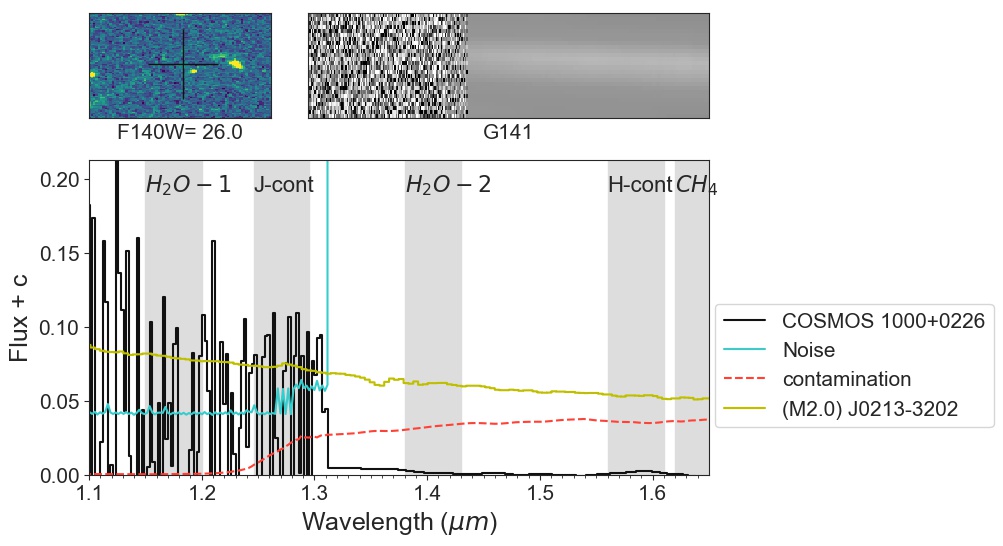 F140W= 26.0
G141
H₂O − 1
J-cont
H₂O − 2
H-cont
CH₄
Flux + c
0.20
0.15
0.10
0.05
0.00
1.1
1.2
1.3
1.4
1.5
1.6
Wavelength (μm)
COSMOS 1000+0226
Noise
contamination
(M2.0) J0213-3202